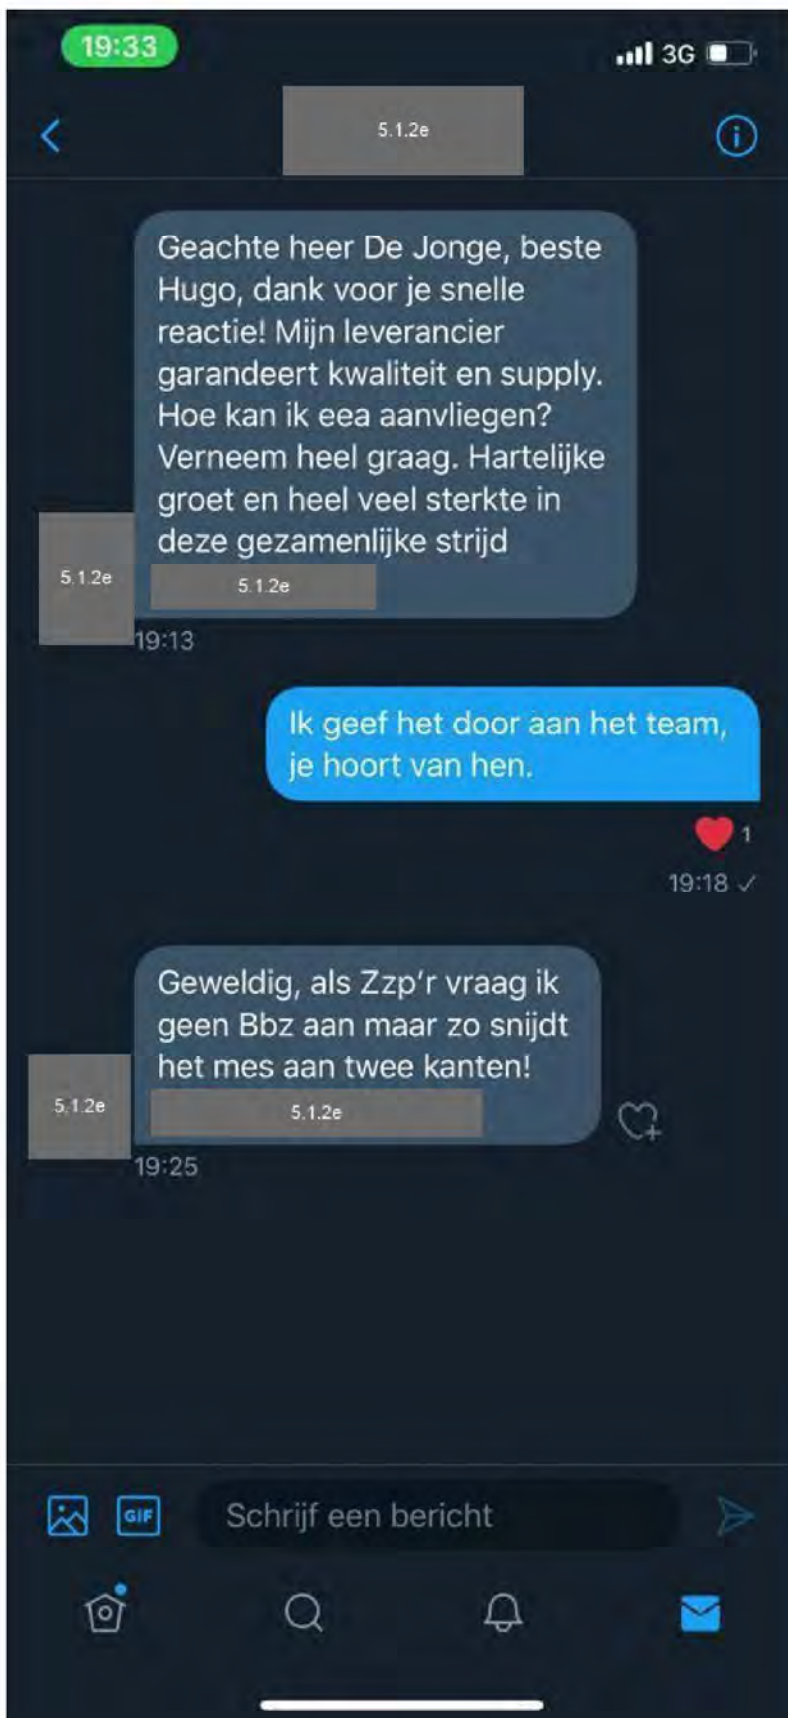 19:33
3G
5.1.2e
Geachte heer De Jonge, beste
Hugo, dank voor je snelle
reactie! Mijn leverancier
garandeert kwaliteit en supply.
Hoe kan ik eea aanvliegen?
Verneem heel graag. Hartelijke
groet en heel veel sterkte in
deze gezamenlijke strijd
5.1.2e
5.1.2e
19:13
Ik geef het door aan het team,
je hoort van hen.
1
19:18
Geweldig, als Zzp'r vraag ik
geen Bbz aan maar zo snijdt
het mes aan twee kanten!
5.1.2e
5.1.2e
19:25
GIF
Schrijf een bericht